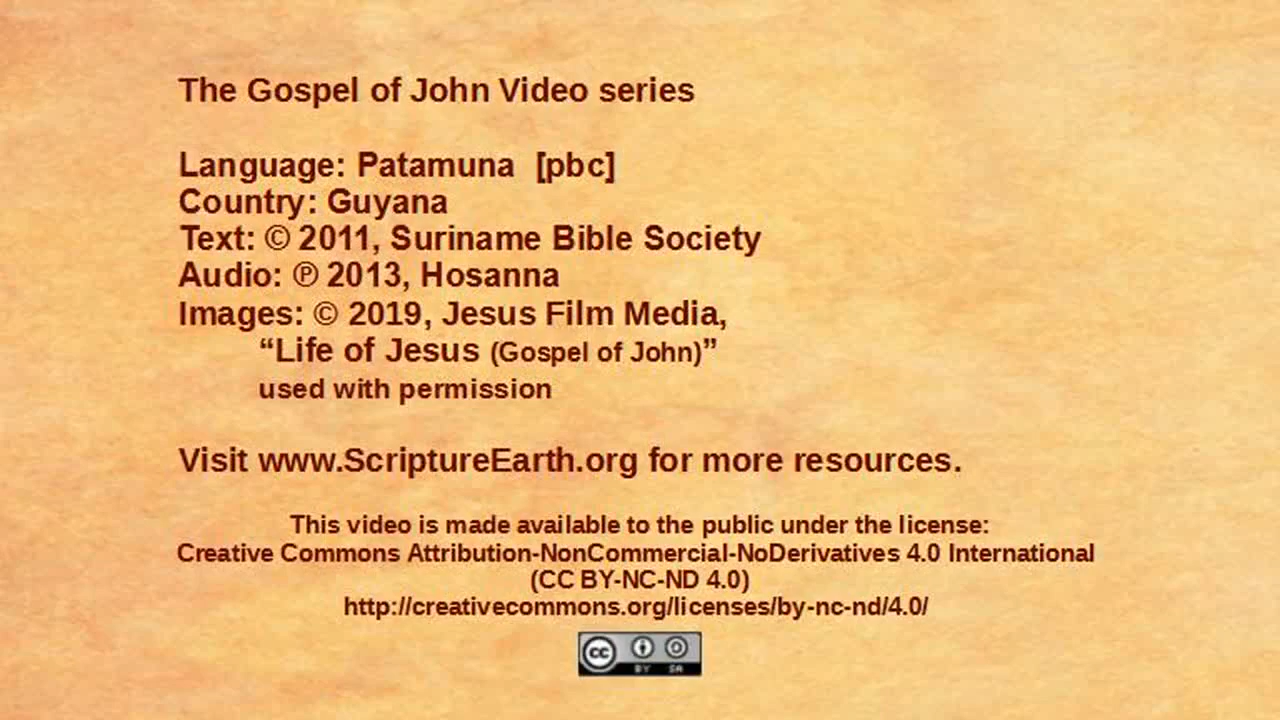 The Gospel of John Video series
Language: Patamuna [pbc]
Country: Guyana
Text: © 2011, Suriname Bible Society
Audio: ℗ 2013, Hosanna
Images: © 2019, Jesus Film Media,
“Life of Jesus (Gospel of John)”
used with permission
Visit www.ScriptureEarth.org for more resources.
This video is made available to the public under the license:
Creative Commons Attribution-NonCommercial-NoDerivatives 4.0 International
(CC BY-NC-ND 4.0)
http://creativecommons.org/licenses/by-nc-nd/4.0/
cc BY SA